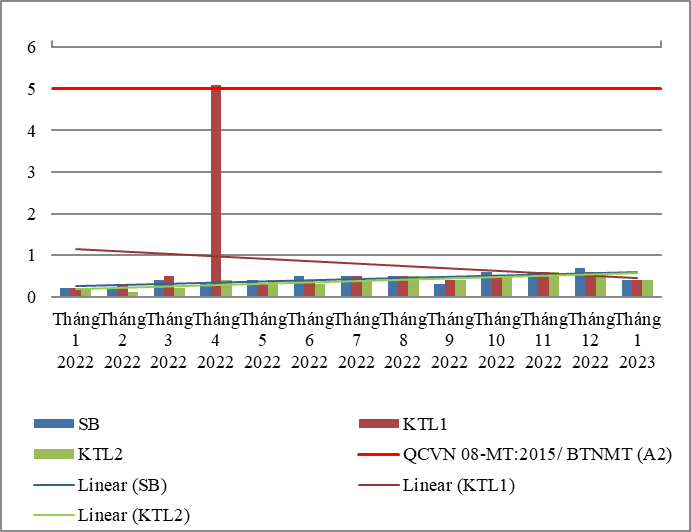 6
5
4
3
2
1
0
Tháng Tháng Tháng Tháng Tháng Tháng Tháng Tháng Tháng Tháng Tháng Tháng Tháng
1 2 3 4 5 6 7 8 9 10 11 12 1
2022 2022 2022 2022 2022 2022 2022 2022 2022 2022 2022 2022 2023
SB KTL1
KTL2 QCVN 08-MT:2015/ BTNMT (A2)
Linear (SB) Linear (KTL1)
Linear (KTL2)